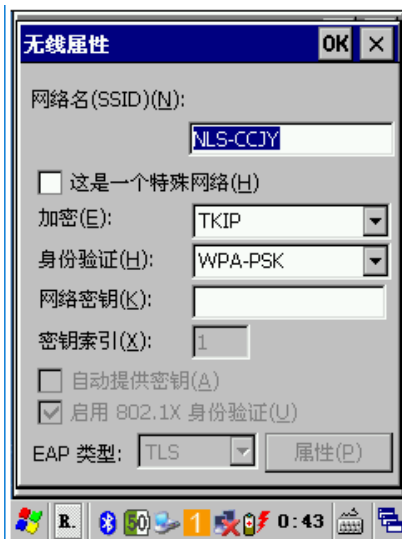 无线属性 OK ×
网络名(SSID)(N):
NLS-CCJY
这是一个特殊网络(H)
加密(E): TKIP
身份验证(H): WPA-PSK
网络密钥(K):
密钥索引(X): 1
自动提供密钥(A)
启用 802.1X 身份验证(U)
EAP 类型: TLS 属性(P)
R. 50 1 0:43